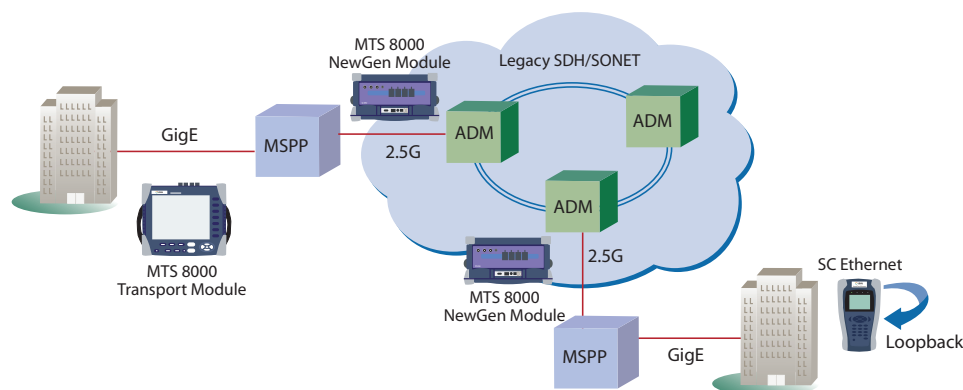 MTS 8000
NewGen Module
Legacy SDH/SONET
GigE
MSPP
2.5G
ADM
ADM
ADM
MTS 8000
Transport Module
2.5G
MTS 8000
NewGen Module
SC Ethernet
Loopback
MSPP
GigE